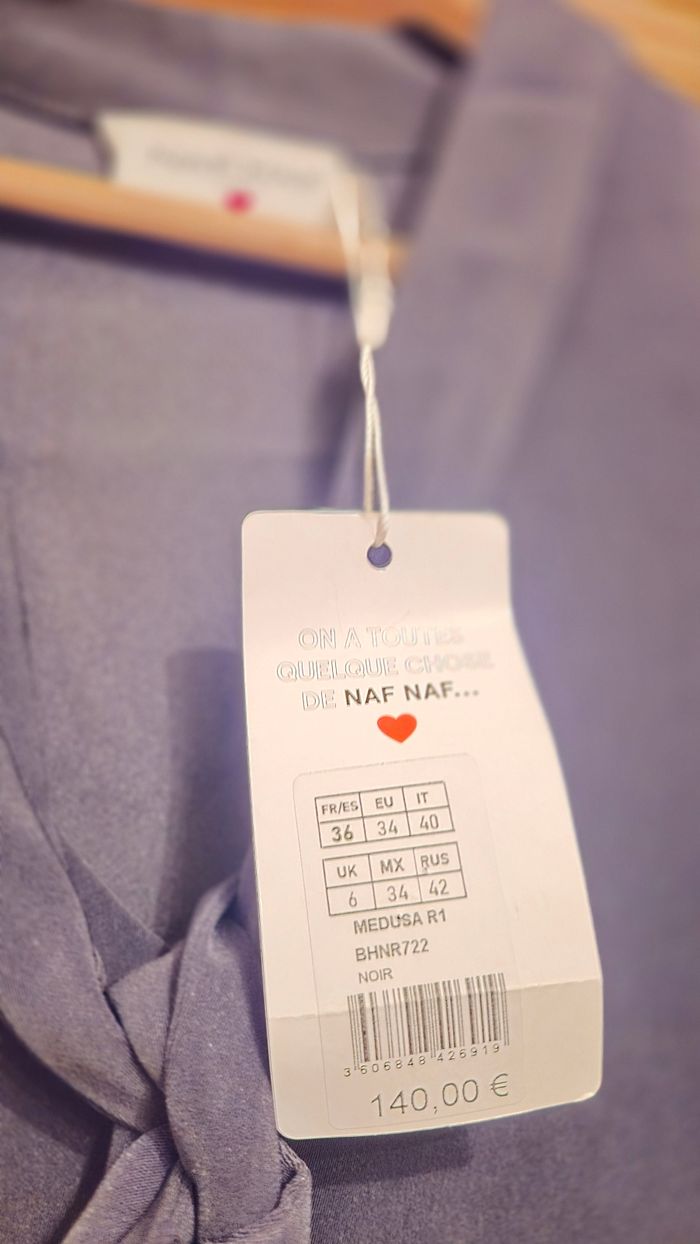 ON A TOUTES
QUELQUE CHOSE
DE NAF NAF...
FR/ES EU IT
36 34 40
UK MX RUS
6 34 42
MEDUSA R1
BHNR722
NOIR
3 606848 426919
140,00 €